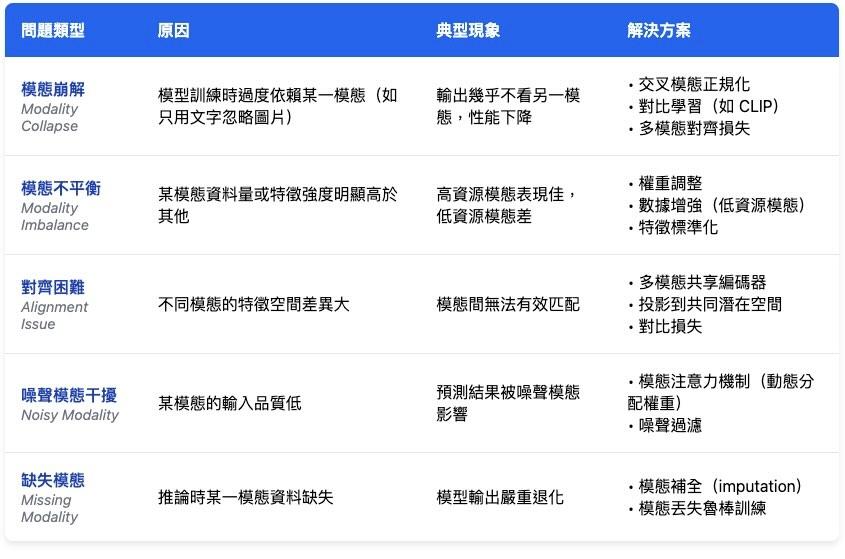 問題類型 原因 典型現象 解決方案
模態崩解
Modality
Collapse
模型訓練時過度依賴某一模態（如
只用文字忽略圖片）
輸出幾乎不看另一模
態，性能下降
• 交叉模態正規化
• 對比學習（如 CLIP）
• 多模態對齊損失
模態不平衡
Modality
Imbalance
某模態資料量或特徵強度明顯高於
其他
高資源模態表現佳，
低資源模態差
• 權重調整
• 數據增強（低資源模態）
• 特徵標準化
對齊困難
Alignment
Issue
不同模態的特徵空間差異大
模態間無法有效匹配
• 多模態共享編碼器
• 投影到共同潛在空間
• 對比損失
噪聲模態干擾
Noisy Modality
某模態的輸入品質低
預測結果被噪聲模態
影響
• 模態注意力機制（動態分
配權重）
• 噪聲過濾
缺失模態
Missing
Modality
推論時某一模態資料缺失
模型輸出嚴重退化
• 模態補全（imputation）
• 模態丟失魯棒訓練